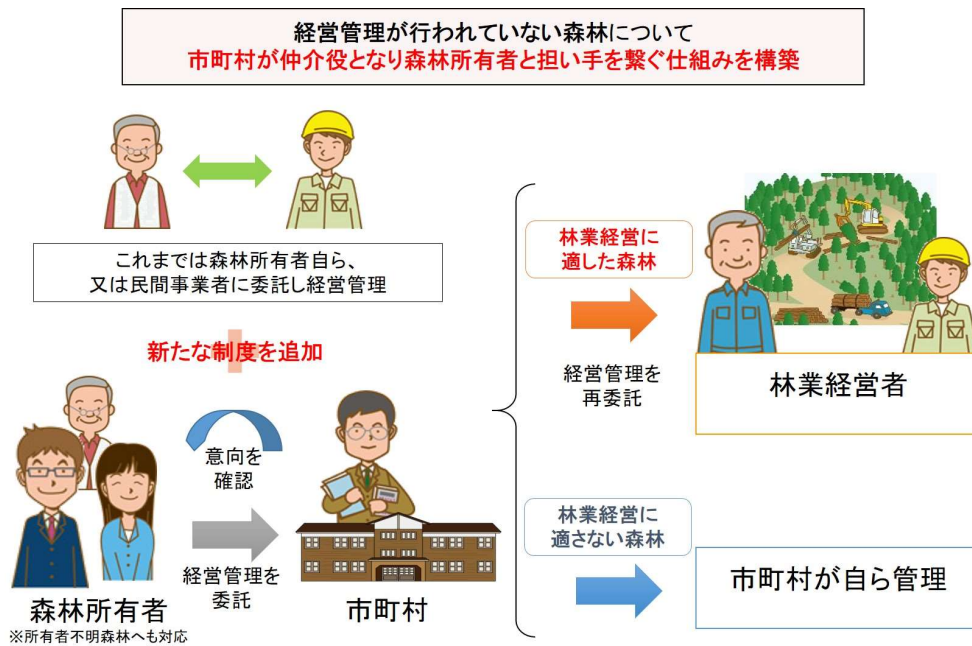 経営管理が行われていない森林について
市町村が仲介役となり森林所有者と担い手を繋ぐ仕組みを構築
これまでは森林所有者自ら、
又は民間事業者に委託し経営管理
新たな制度を追加
意向を
確認
経営管理を
委託
森林所有者
※所有者不明森林へも対応
市町村
林業経営に
適した森林
経営管理を
再委託
林業経営者
林業経営に
適さない森林
市町村が自ら管理